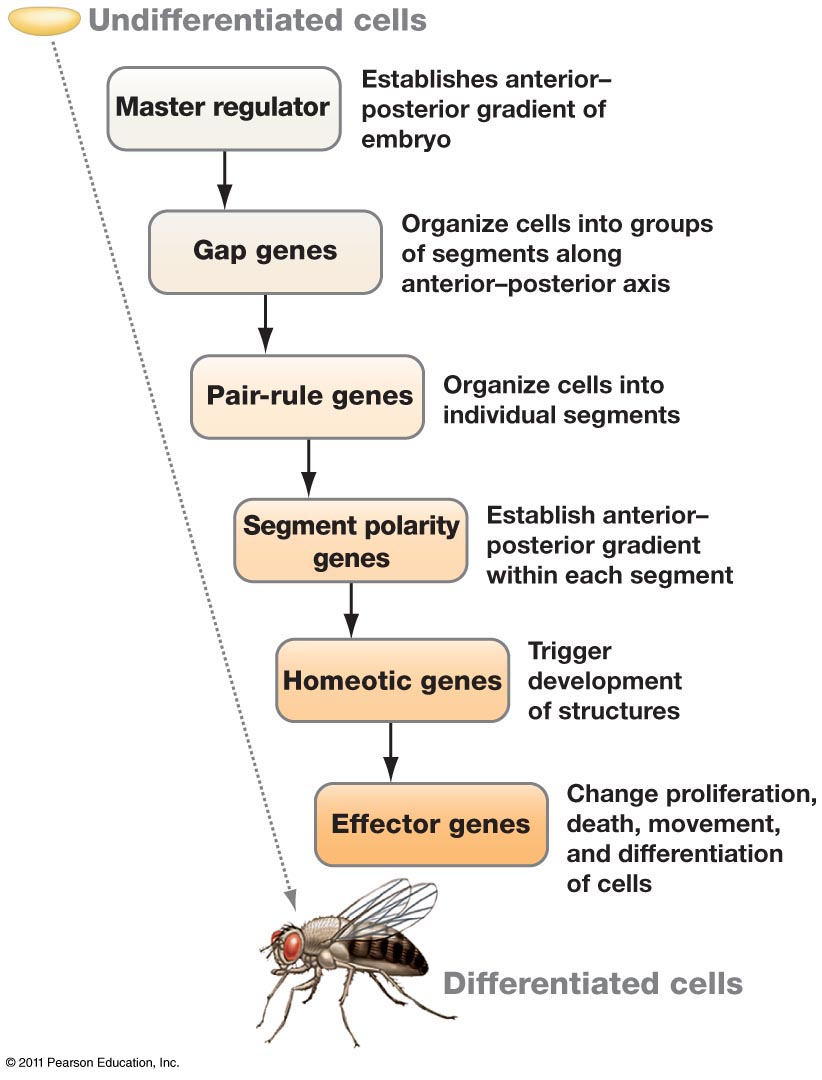 Undifferentiated cells
Master regulator
Establishes anterior–
posterior gradient of
embryo
Gap genes
Organize cells into groups
of segments along
anterior–posterior axis
Pair-rule genes
Organize cells into
individual segments
Segment polarity
genes
Establish anterior–
posterior gradient
within each segment
Homeotic genes
Trigger
development
of structures
Effector genes
Change proliferation,
death, movement,
and differentiation
of cells
Differentiated cells
© 2011 Pearson Education, Inc.